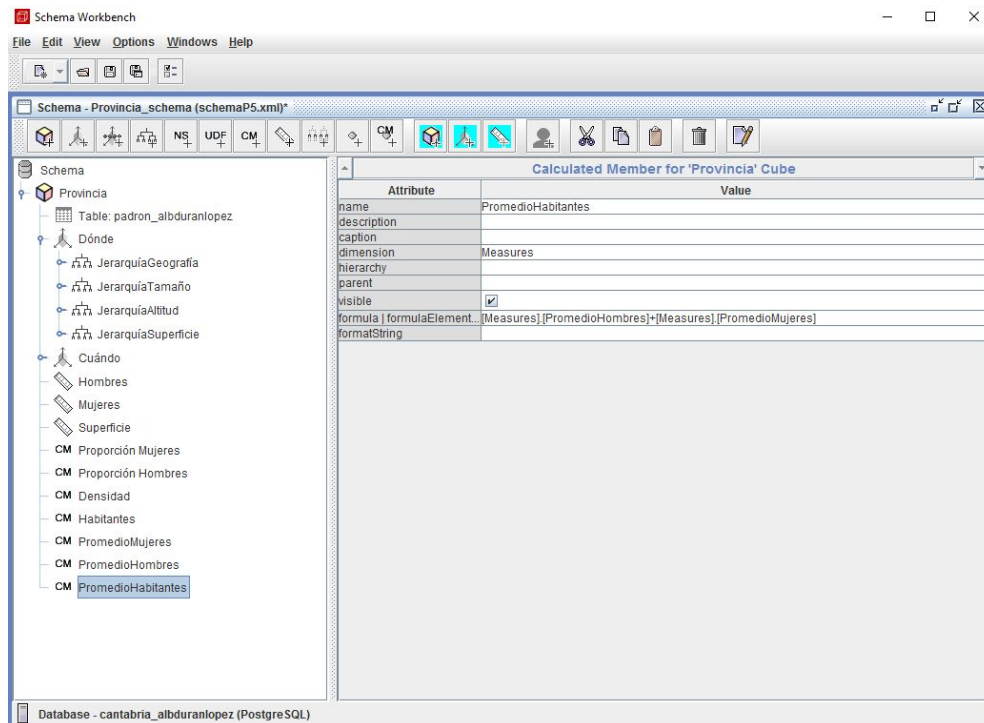 Schema Workbench
File Edit View Options Windows Help
Schema - Provincia_schema (schemaP5.xml)*
NS UDF CM CM
Schema
Provincia
Table: padron_albduranlopez
Dónde
JerarquíaGeografía
JerarquíaTamaño
JerarquíaAltitud
JerarquíaSuperficie
Cuándo
Hombres
Mujeres
Superficie
CM Proporción Mujeres
CM Proporción Hombres
CM Densidad
CM Habitantes
CM PromedioMujeres
CM PromedioHombres
CM PromedioHabitantes
Calculated Member for 'Provincia' Cube
Attribute Value
name PromedioHabitantes
description
caption
dimension Measures
hierarchy
parent
visible
formula | formulaElement... [Measures].[PromedioHombres]+[Measures].[PromedioMujeres]
formatString
Database - cantabria_albduranlopez (PostgreSQL)